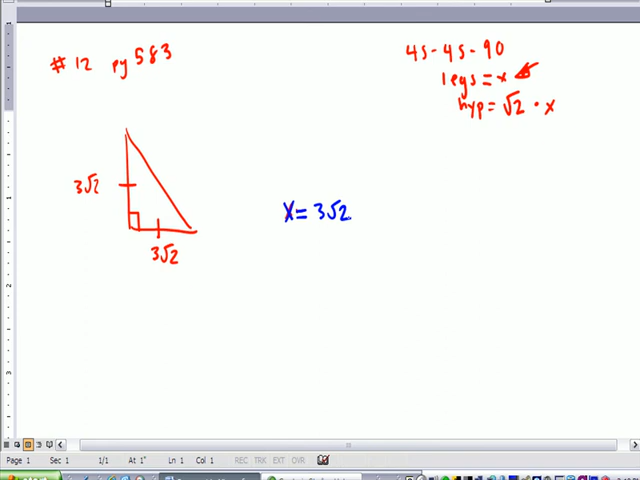 # 12 pg 583
45-45-90
legs = x
hyp = √2 · x
3√2
x = 3√2
3√2
Page 1 Sec 1 1/1 At 1" Ln 1 Col 1 REC TRK EXT OVR